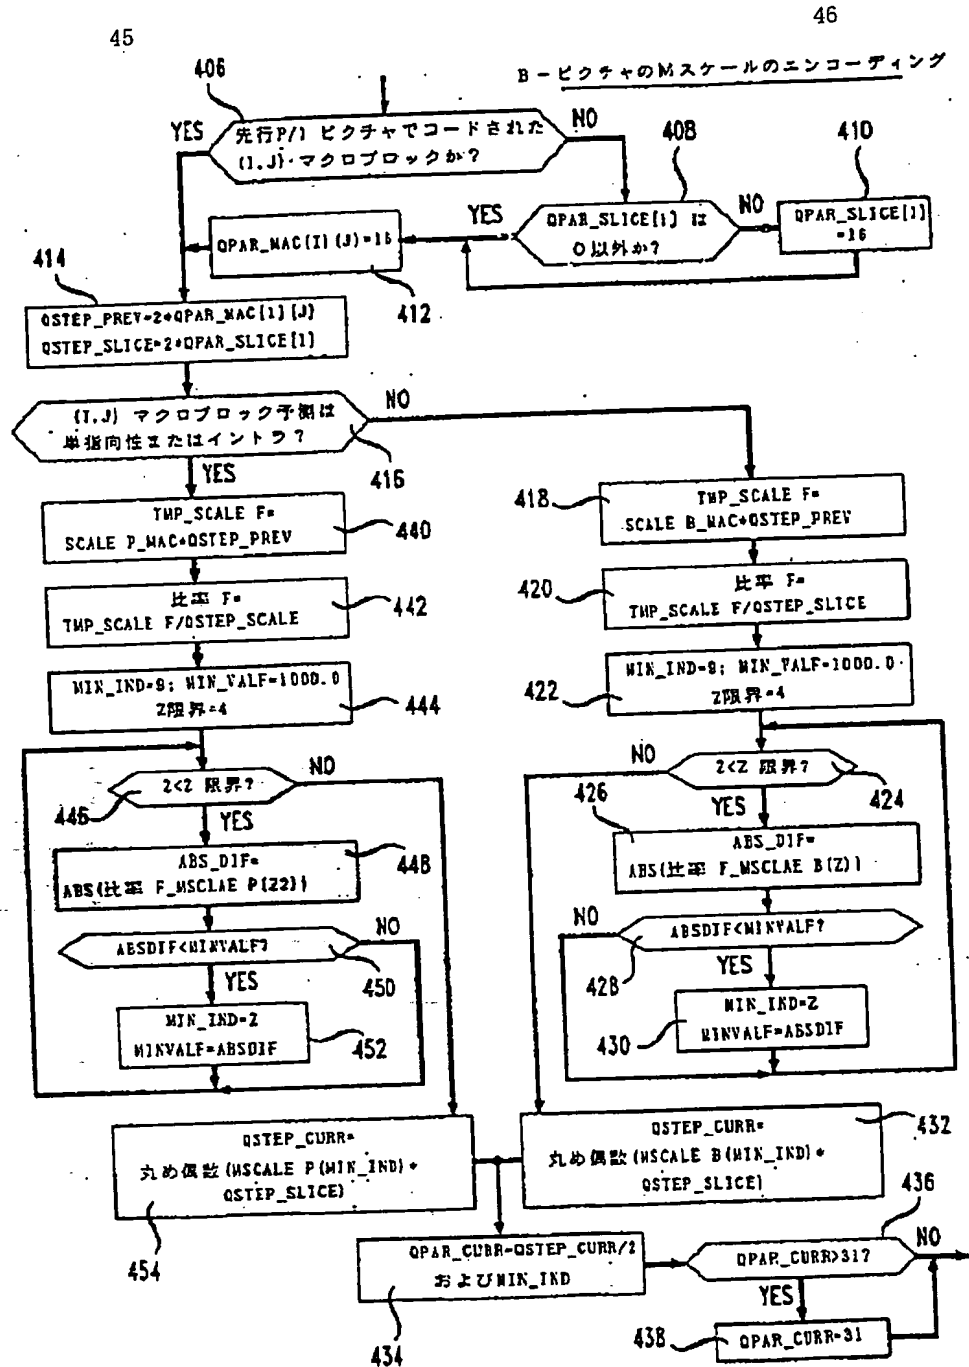 45
46
B-ピクチャのMスケールのエンコーディング
406
先行P/I ピクチャでコードされた
(I,J)・マクロブロックか?
YES
NO
408
410
QPAR_SLICE[1] は
0以外か?
YES
NO
QPAR_SLICE[1]
=16
QPAR_MAC(I)(J)=16
412
414
QSTEP_PREV=2*QPAR_MAC[1][J]
QSTEP_SLICE=2*QPAR_SLICE[1]
(I,J) マクロブロック予測は
単指向性またはイントラ?
NO
416
YES
TMP_SCALE F=
SCALE P_MAC*QSTEP_PREV
440
418
TMP_SCALE F=
SCALE B_MAC*QSTEP_PREV
比率 F=
TMP_SCALE F/QSTEP_SCALE
442
420
比率 F=
TMP_SCALE F/QSTEP_SLICE
MIN_IND=9; MIN_VALF=1000.0
Z限界=4
444
422
MIN_IND=9; MIN_VALF=1000.0
Z限界=4
2<Z 限界?
NO
446
YES
NO
2<Z 限界?
424
YES
426
ABS_DIF=
ABS(比率 F_MSCLAE P(Z2))
448
ABS_DIF=
ABS(比率 F_MSCLAE B(Z))
ABSDIF<MINVALF?
NO
450
YES
NO
ABSDIF<MINVALF?
428
YES
MIN_IND=2
MINVALF=ABSDIF
452
430
MIN_IND=Z
MINVALF=ABSDIF
QSTEP_CURR=
丸め偶数(MSCALE P(MIN_IND)*
QSTEP_SLICE)
454
QSTEP_CURR=
丸め偶数(MSCALE B(MIN_IND)*
QSTEP_SLICE)
432
QPAR_CURR=QSTEP_CURR/2
およびMIN_IND
434
436
QPAR_CURR>31?
NO
YES
438
QPAR_CURR=31